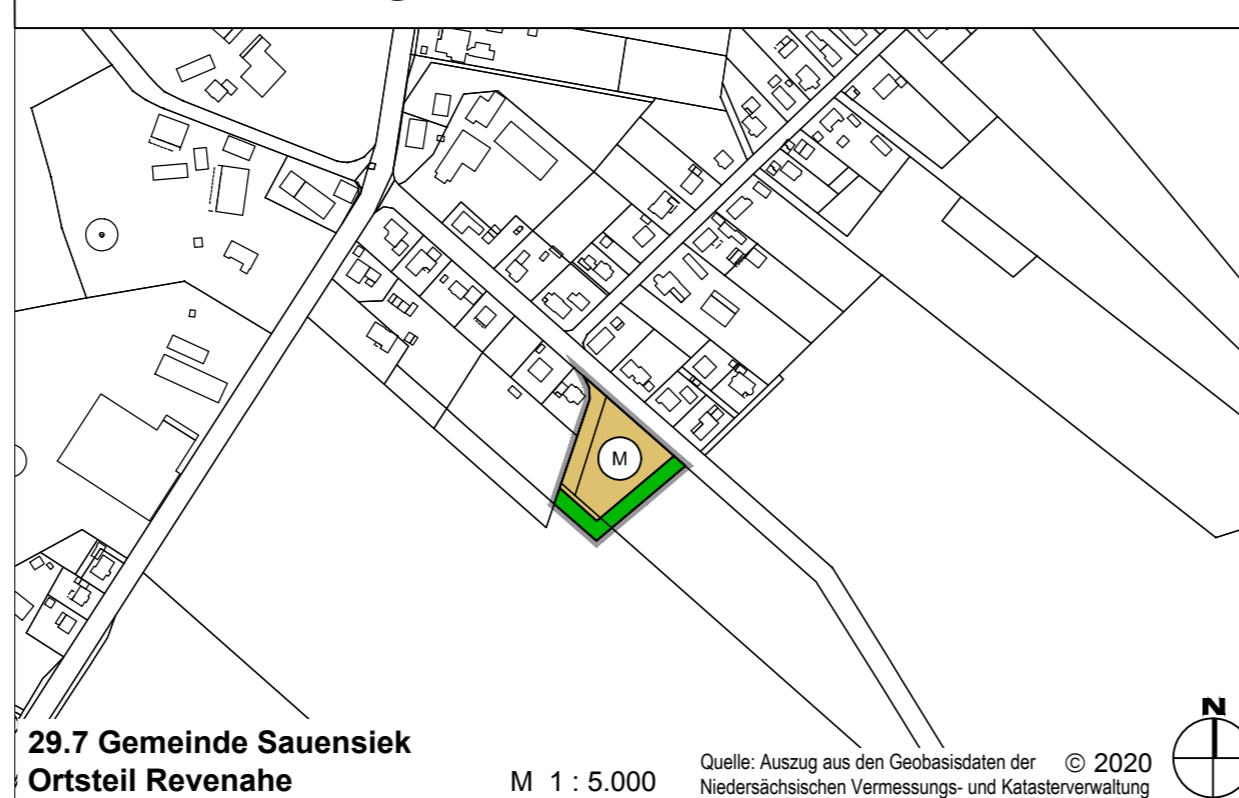 M
29.7 Gemeinde Sauensiek
Ortsteil Revenahe
M 1 : 5.000
Quelle: Auszug aus den Geobasisdaten der © 2020
Niedersächsischen Vermessungs- und Katasterverwaltung
N